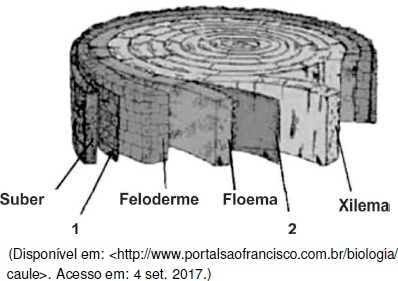 Suber
Feloderme
Floema
Xilema
1
2
(Disponível em: <http://www.portalsaofrancisco.com.br/biologia/
caule>. Acesso em: 4 set. 2017.)